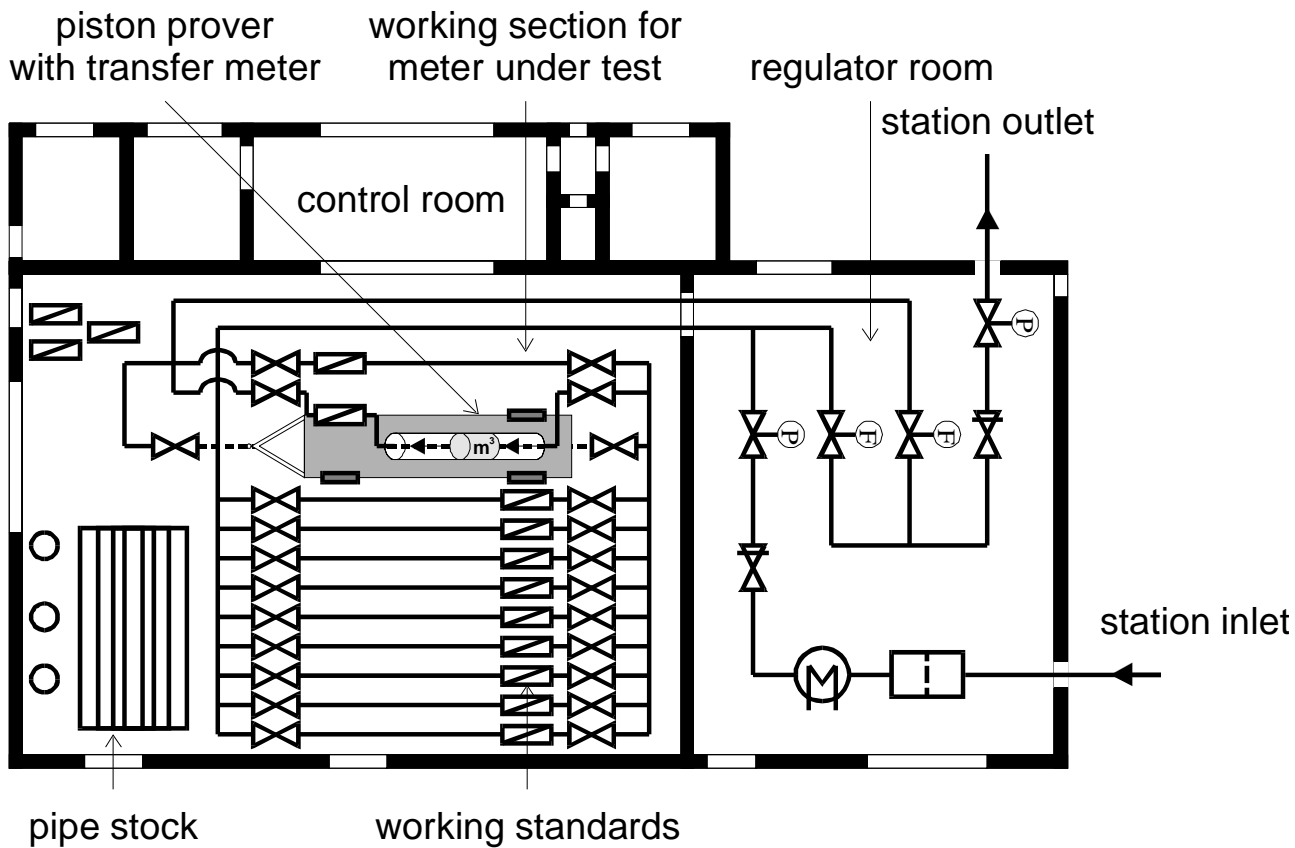 piston prover
with transfer meter
working section for
meter under test
regulator room
station outlet
control room
P
m³
P
F
F
station inlet
pipe stock
working standards